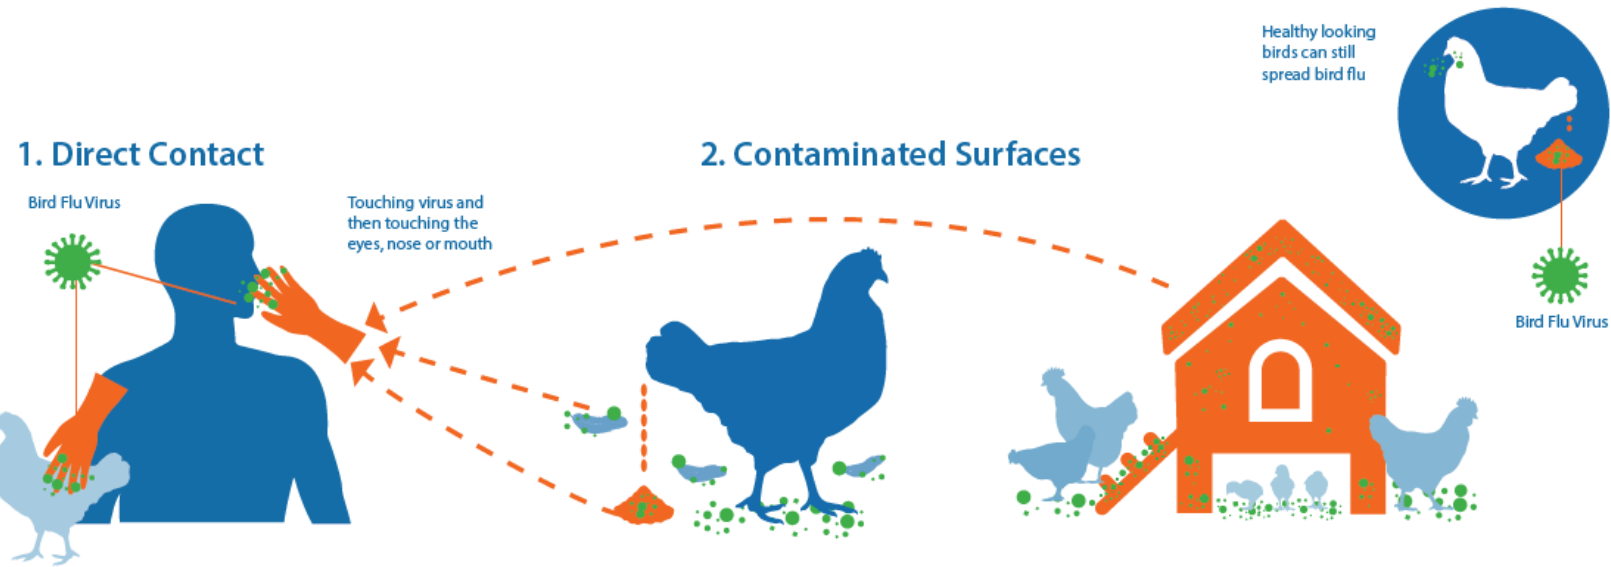 Healthy looking
birds can still
spread bird flu
1. Direct Contact
2. Contaminated Surfaces
Bird Flu Virus
Touching virus and
then touching the
eyes, nose or mouth
Bird Flu Virus